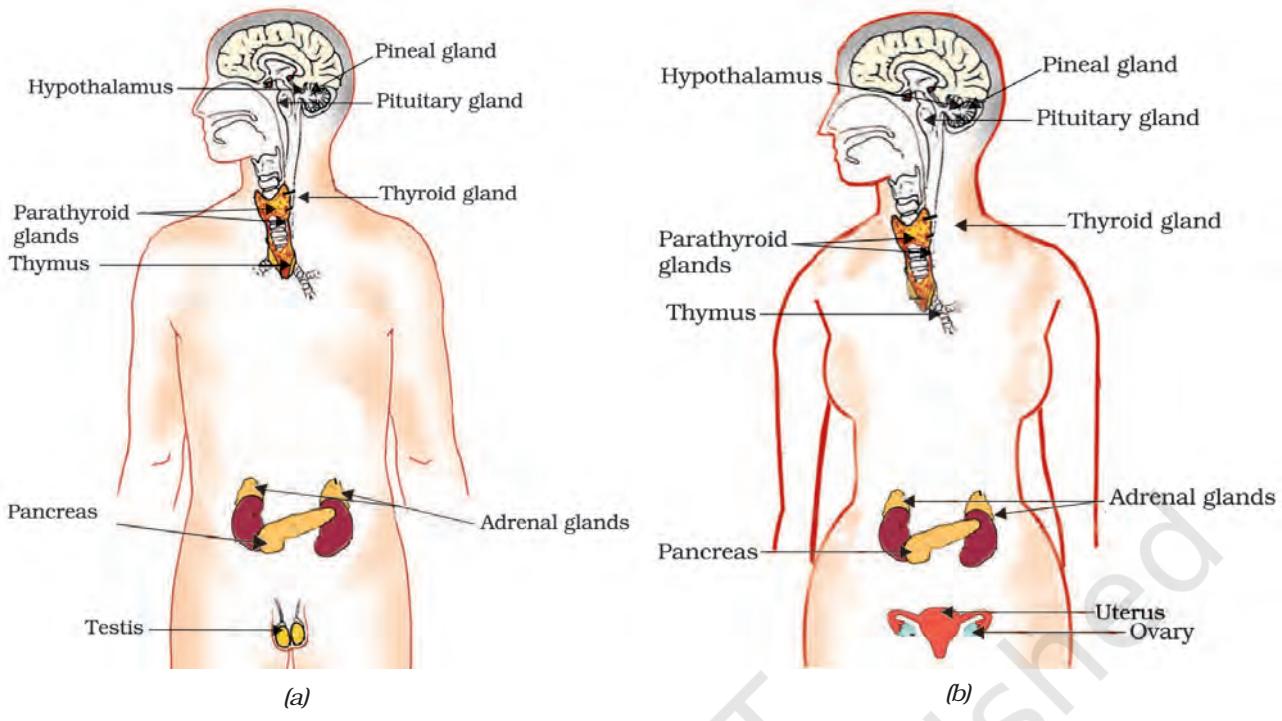 Pineal gland
Hypothalamus
Pituitary gland
Thyroid gland
Parathyroid
glands
Thymus
Pancreas
Adrenal glands
Testis
(a)
Hypothalamus
Pineal gland
Pituitary gland
Thyroid gland
Parathyroid
glands
Thymus
Adrenal glands
Pancreas
Uterus
Ovary
(b)